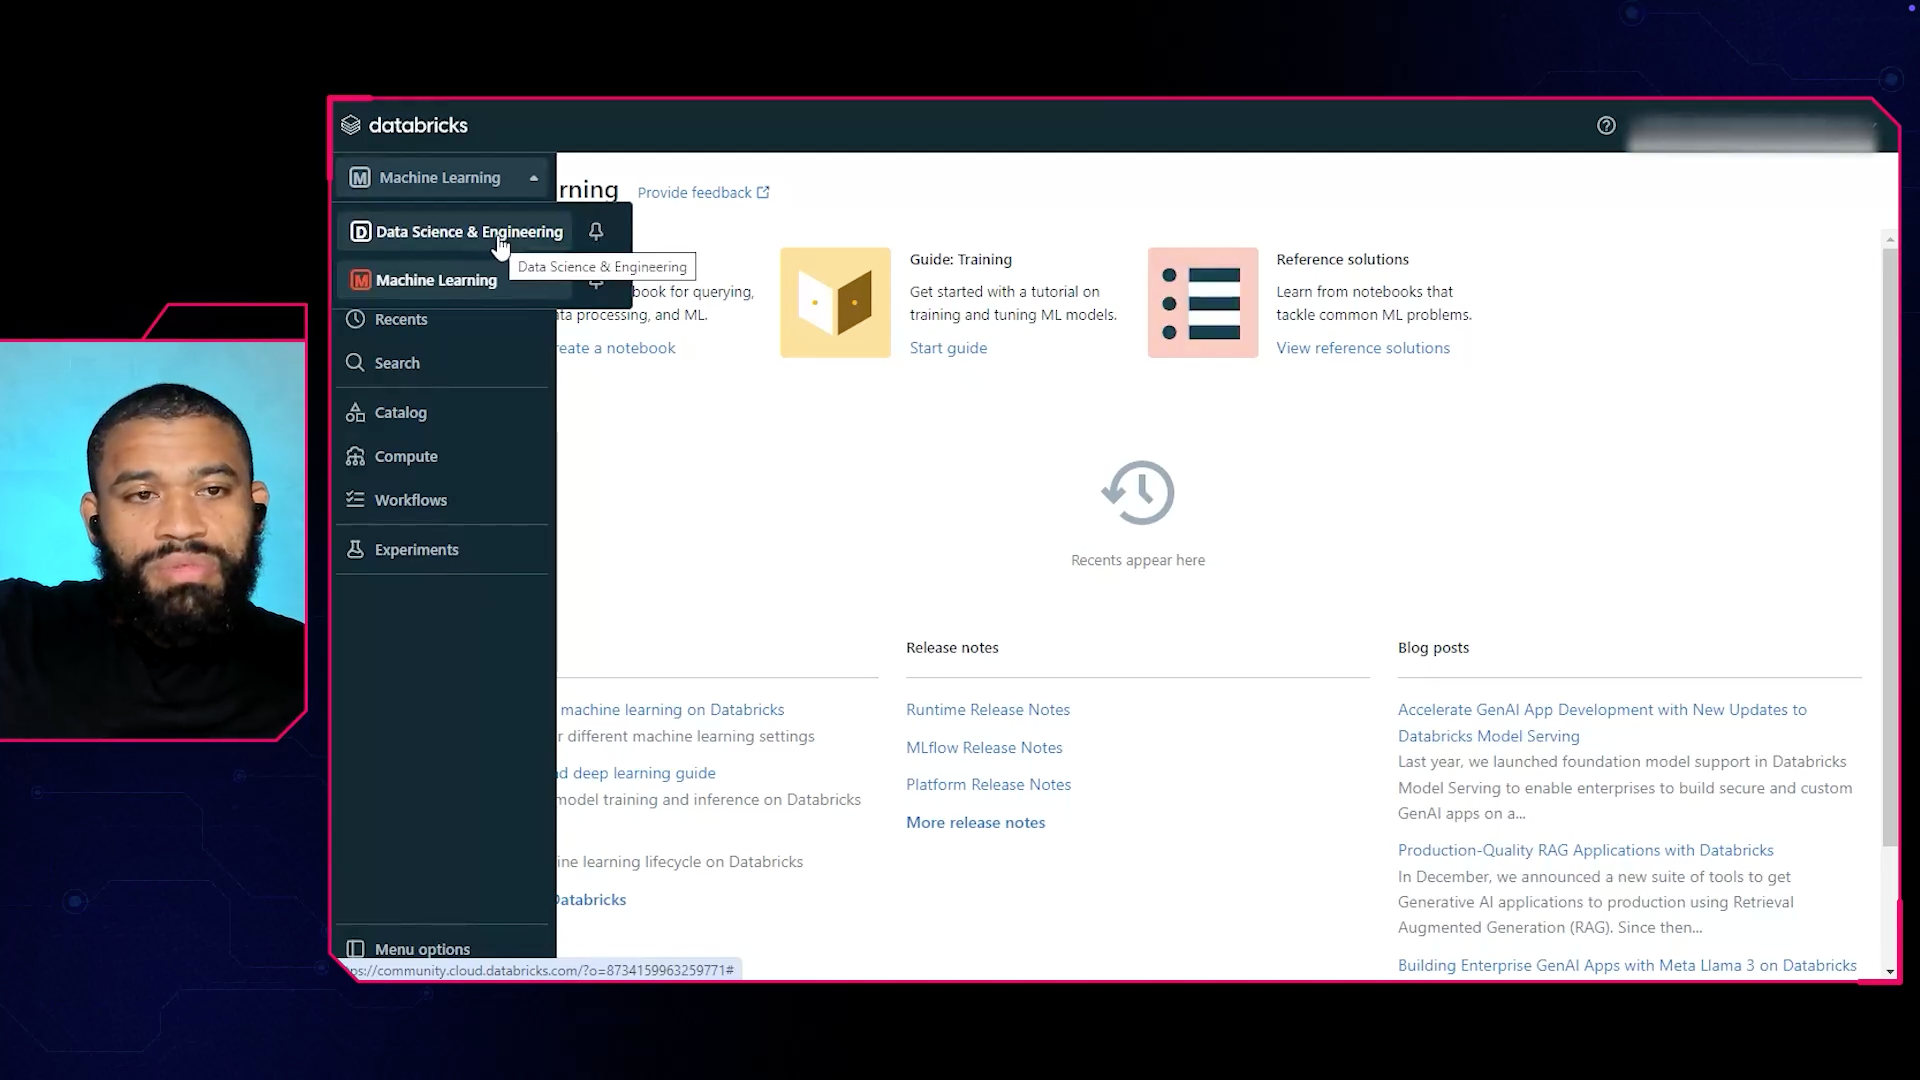 databricks
Machine Learning
rning
Provide feedback
Data Science & Engineering
Data Science & Engineering
Machine Learning
Recents
Search
Catalog
Compute
Workflows
Experiments
Menu options
book for querying,
ta processing, and ML.
reate a notebook
Guide: Training
Get started with a tutorial on
training and tuning ML models.
Start guide
Reference solutions
Learn from notebooks that
tackle common ML problems.
View reference solutions
Recents appear here
machine learning on Databricks
r different machine learning settings
d deep learning guide
model training and inference on Databricks
ine learning lifecycle on Databricks
Databricks
Release notes
Runtime Release Notes
MLflow Release Notes
Platform Release Notes
More release notes
Blog posts
Accelerate GenAI App Development with New Updates to
Databricks Model Serving
Last year, we launched foundation model support in Databricks
Model Serving to enable enterprises to build secure and custom
GenAI apps on a...
Production-Quality RAG Applications with Databricks
In December, we announced a new suite of tools to get
Generative AI applications to production using Retrieval
Augmented Generation (RAG). Since then...
Building Enterprise GenAI Apps with Meta Llama 3 on Databricks
ps://community.cloud.databricks.com/?o=8734159963259771#